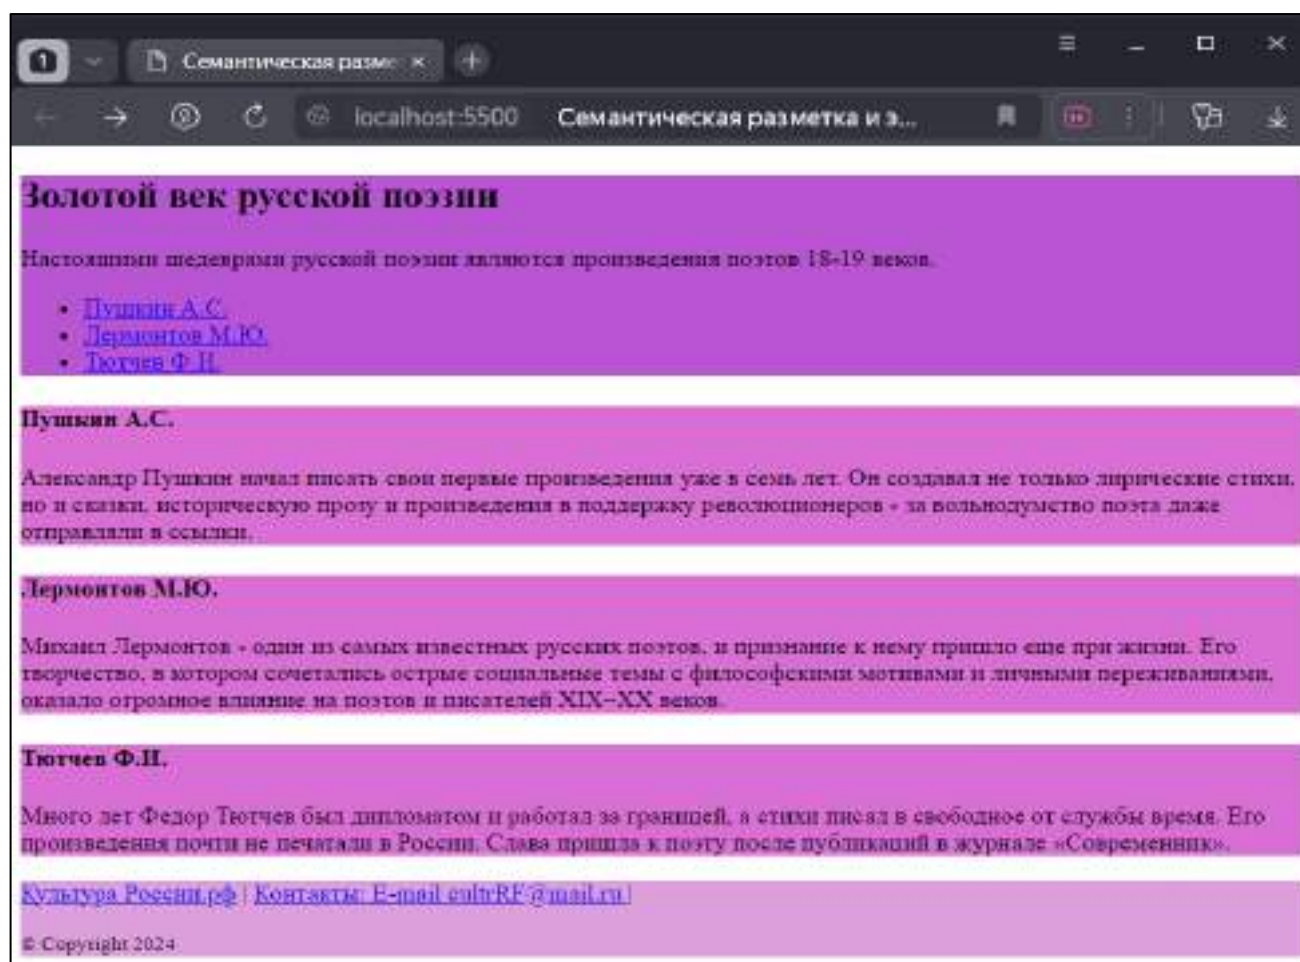 1
Семантическая разме
localhost:5500 Семантическая разметка и э...
Золотой век русской поэзии
Настоящими шедеврами русской поэзии являются произведения поэтов 18-19 веков.
Пушкин А.С.
Лермонтов М.Ю.
Тютчев Ф.И.
Пушкин А.С.
Александр Пушкин начал писать свои первые произведения уже в семь лет. Он создавал не только лирические стихи,
но и сказки, историческую прозу и произведения в поддержку революционеров - за вольнодумство поэта даже
отправляли в ссылки.
Лермонтов М.Ю.
Михаил Лермонтов - один из самых известных русских поэтов, и признание к нему пришло еще при жизни. Его
творчество, в котором сочетались острые социальные темы с философскими мотивами и личными переживаниями,
оказало огромное влияние на поэтов и писателей XIX–XX веков.
Тютчев Ф.И.
Много лет Федор Тютчев был дипломатом и работал за границей, а стихи писал в свободное от службы время. Его
произведения почти не печатали в России. Слава пришла к поэту после публикаций в журнале «Современник».
Культура России.рф | Контакты: E-mail cultrRF@mail.ru |
© Copyright 2024